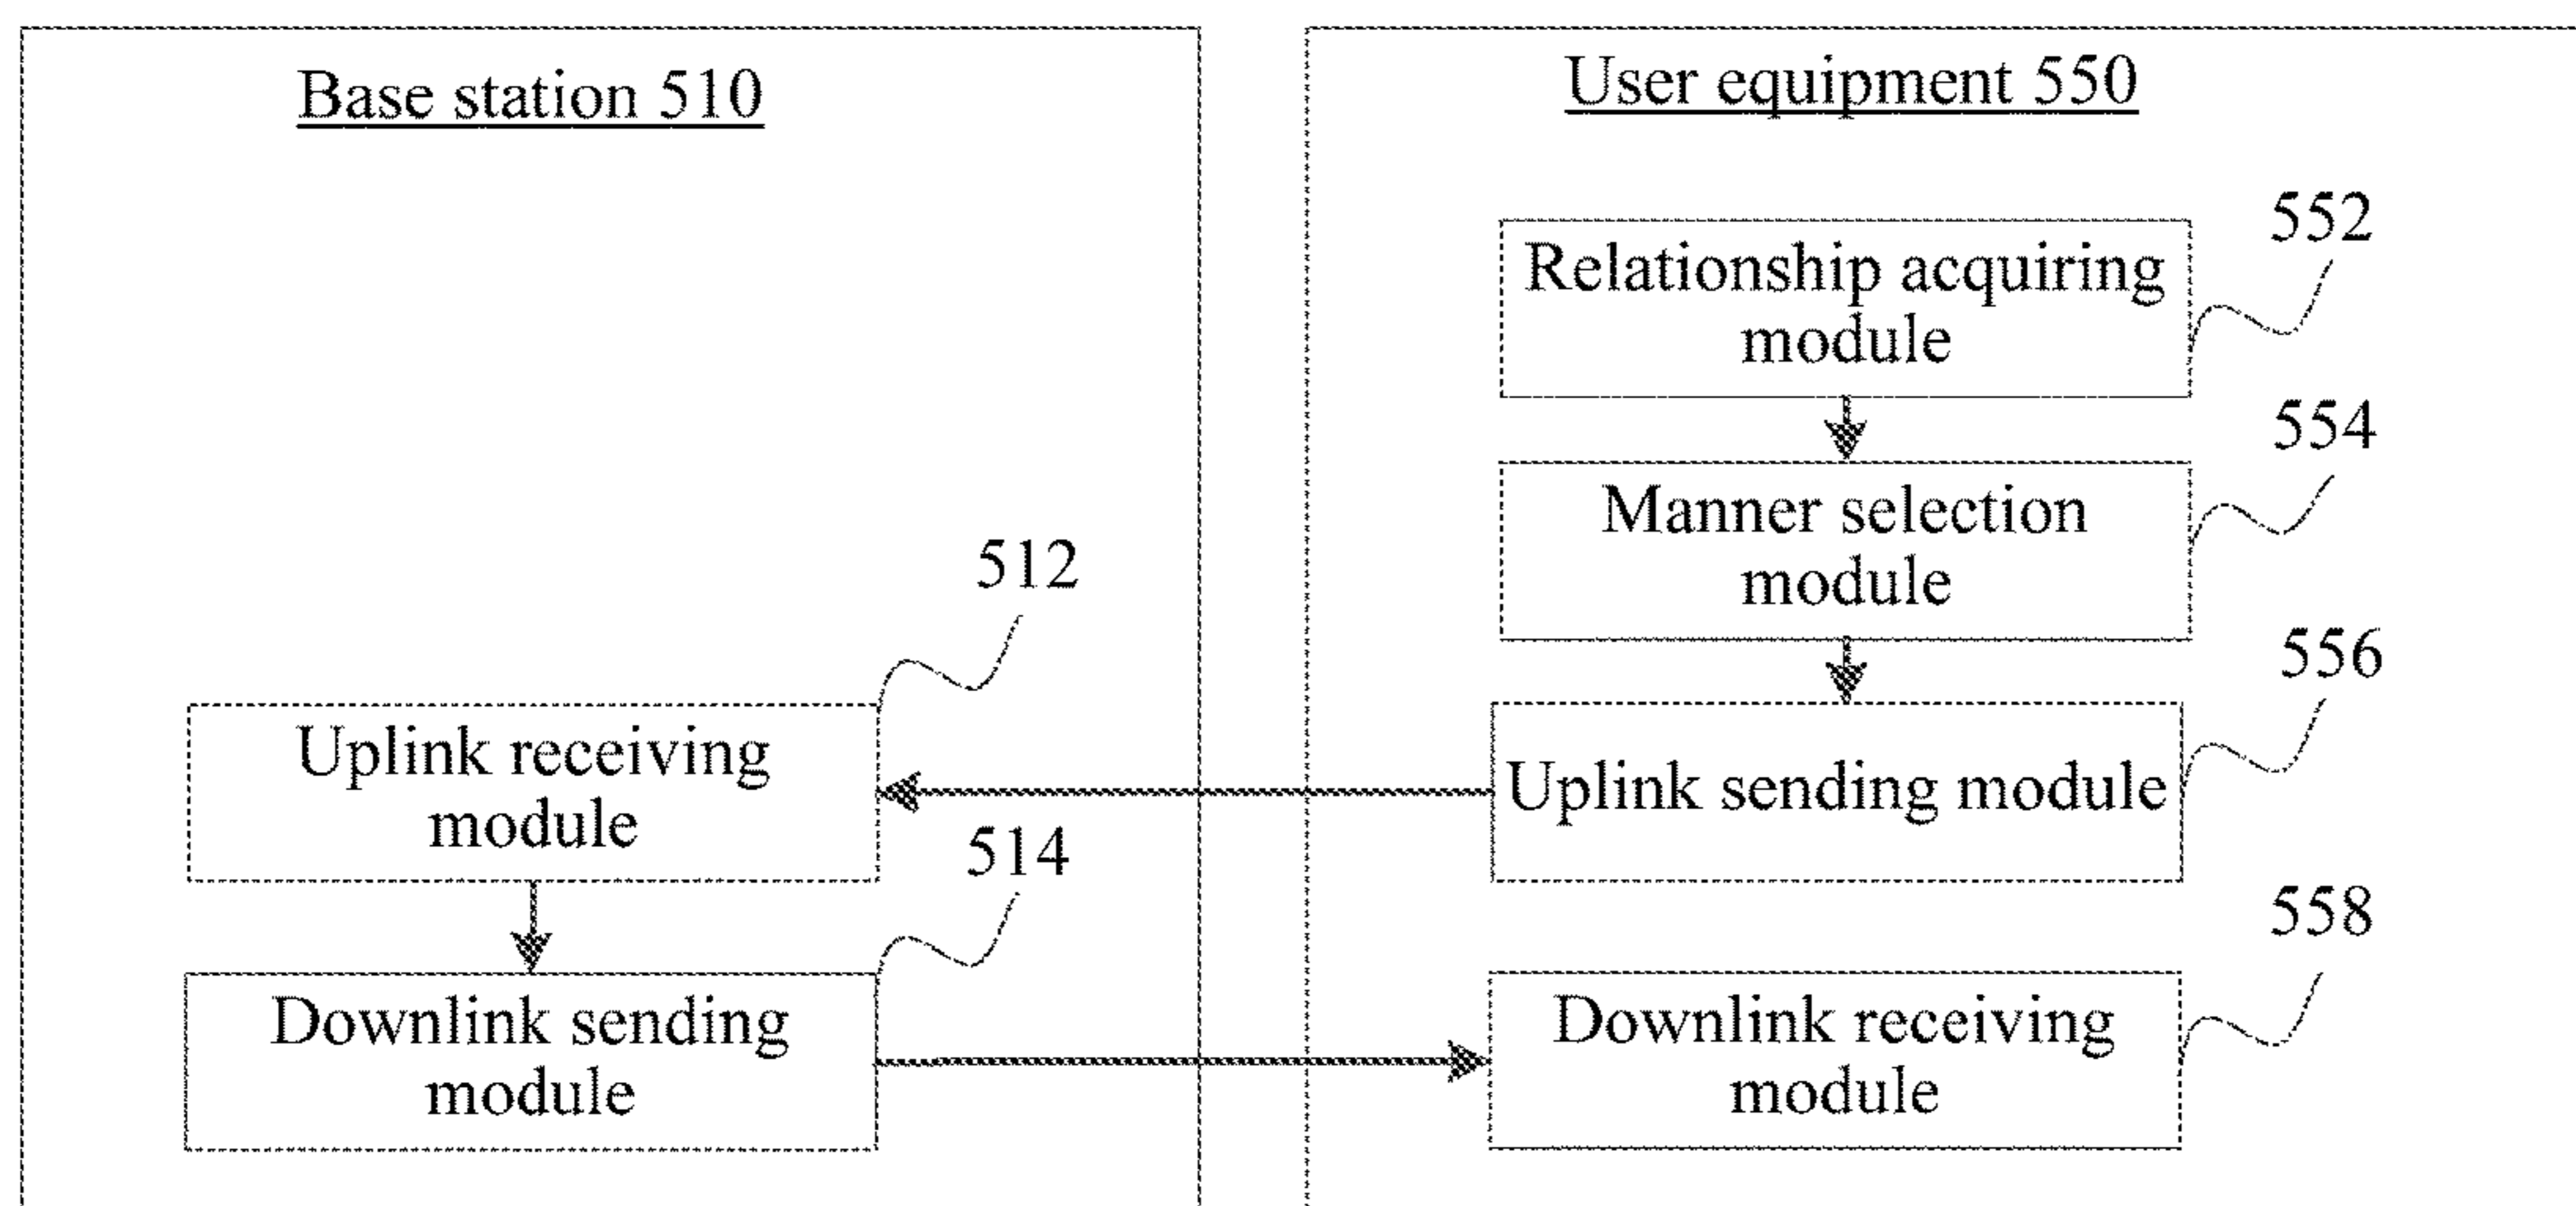 Base station 510
512
Uplink receiving
module
514
Downlink sending
module
User equipment 550
552
Relationship acquiring
module
554
Manner selection
module
556
Uplink sending module
558
Downlink receiving
module